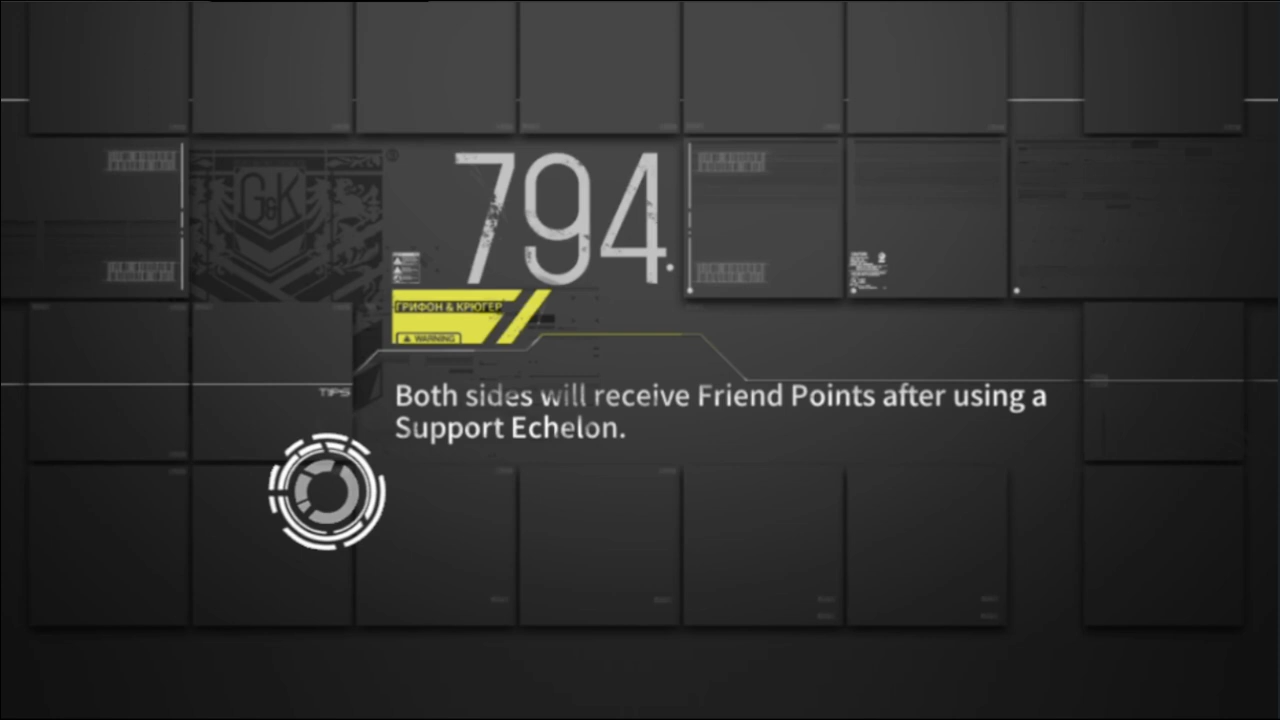 G&K
794.
ГРИФОН & КРЮГЕР
WARNING
TIPS
Both sides will receive Friend Points after using a
Support Echelon.